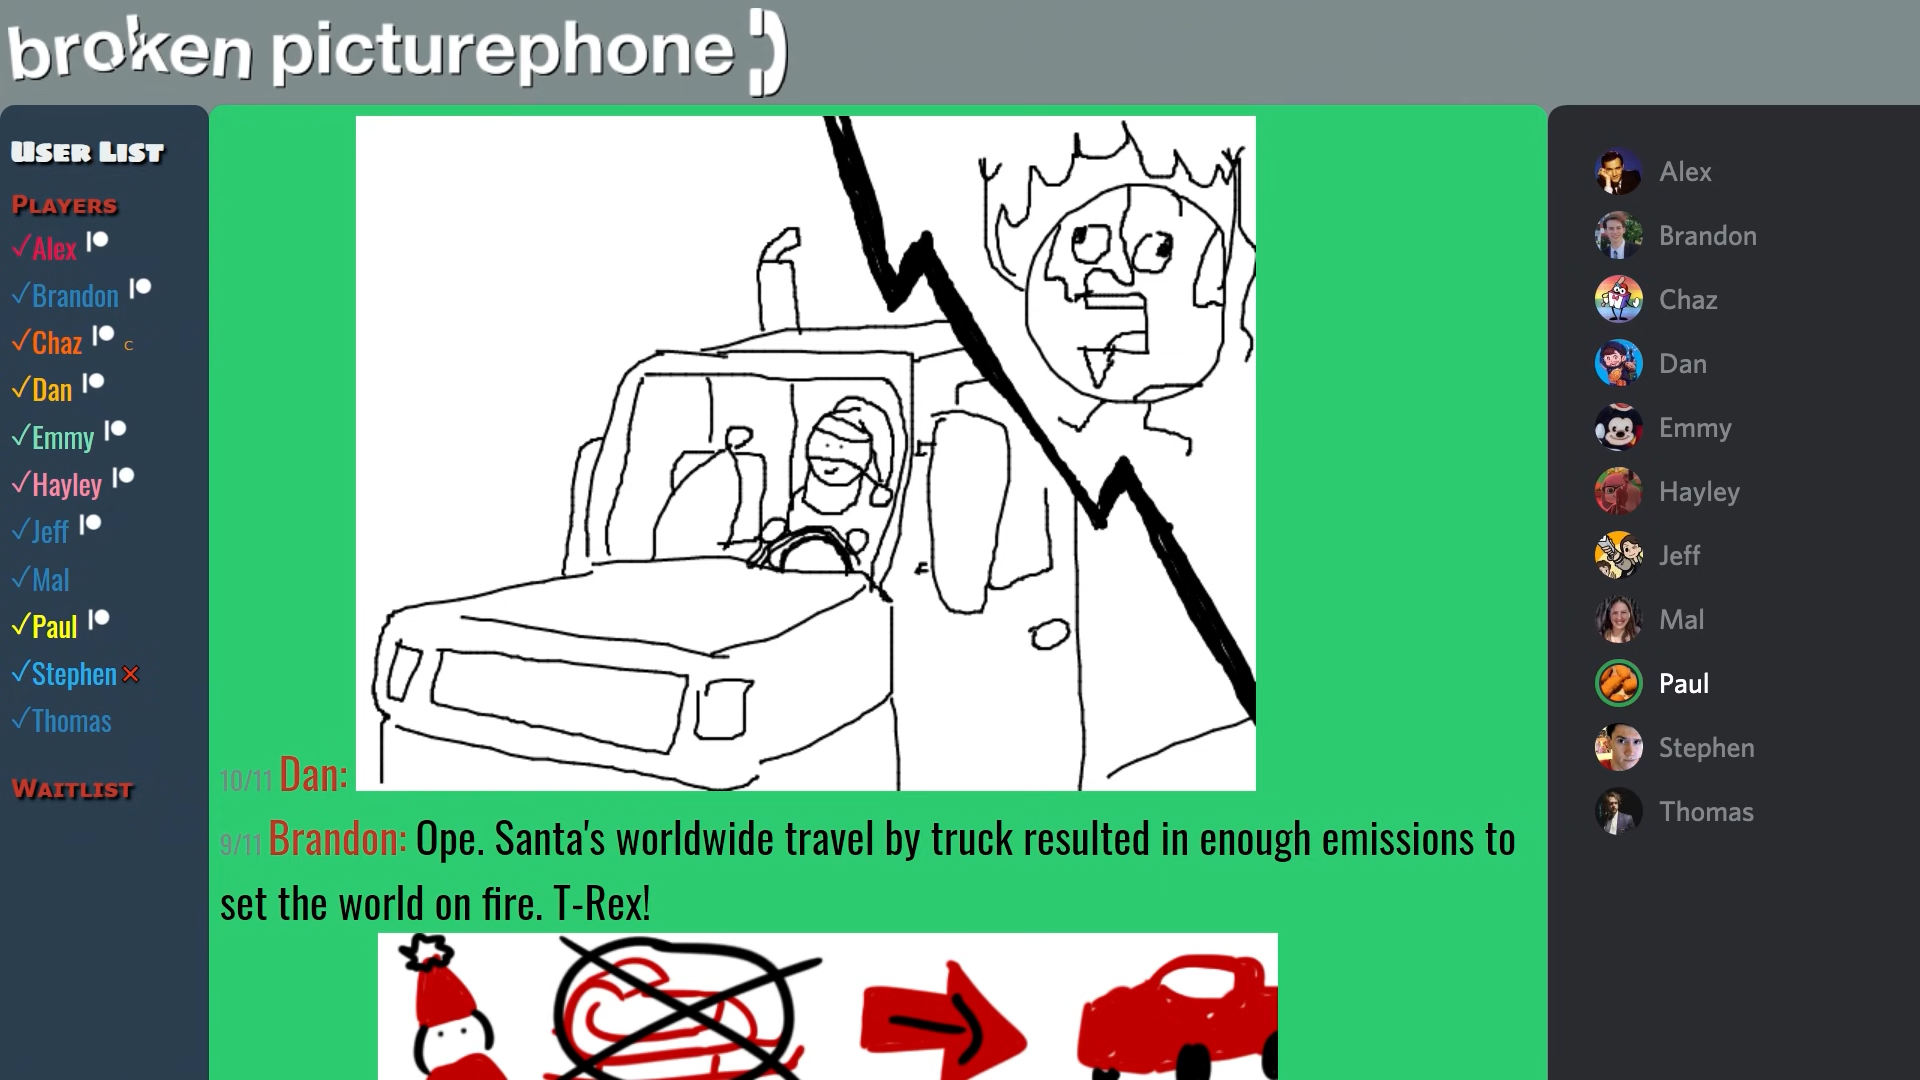 broken picturephone
User List
Players
✓Alex
✓Brandon
✓Chaz c
✓Dan
✓Emmy
✓Hayley
✓Jeff
✓Mal
✓Paul
✓Stephen ×
✓Thomas
Waitlist
10/11 Dan:
9/11 Brandon: Ope. Santa's worldwide travel by truck resulted in enough emissions to
set the world on fire. T-Rex!
Alex
Brandon
Chaz
Dan
Emmy
Hayley
Jeff
Mal
Paul
Stephen
Thomas